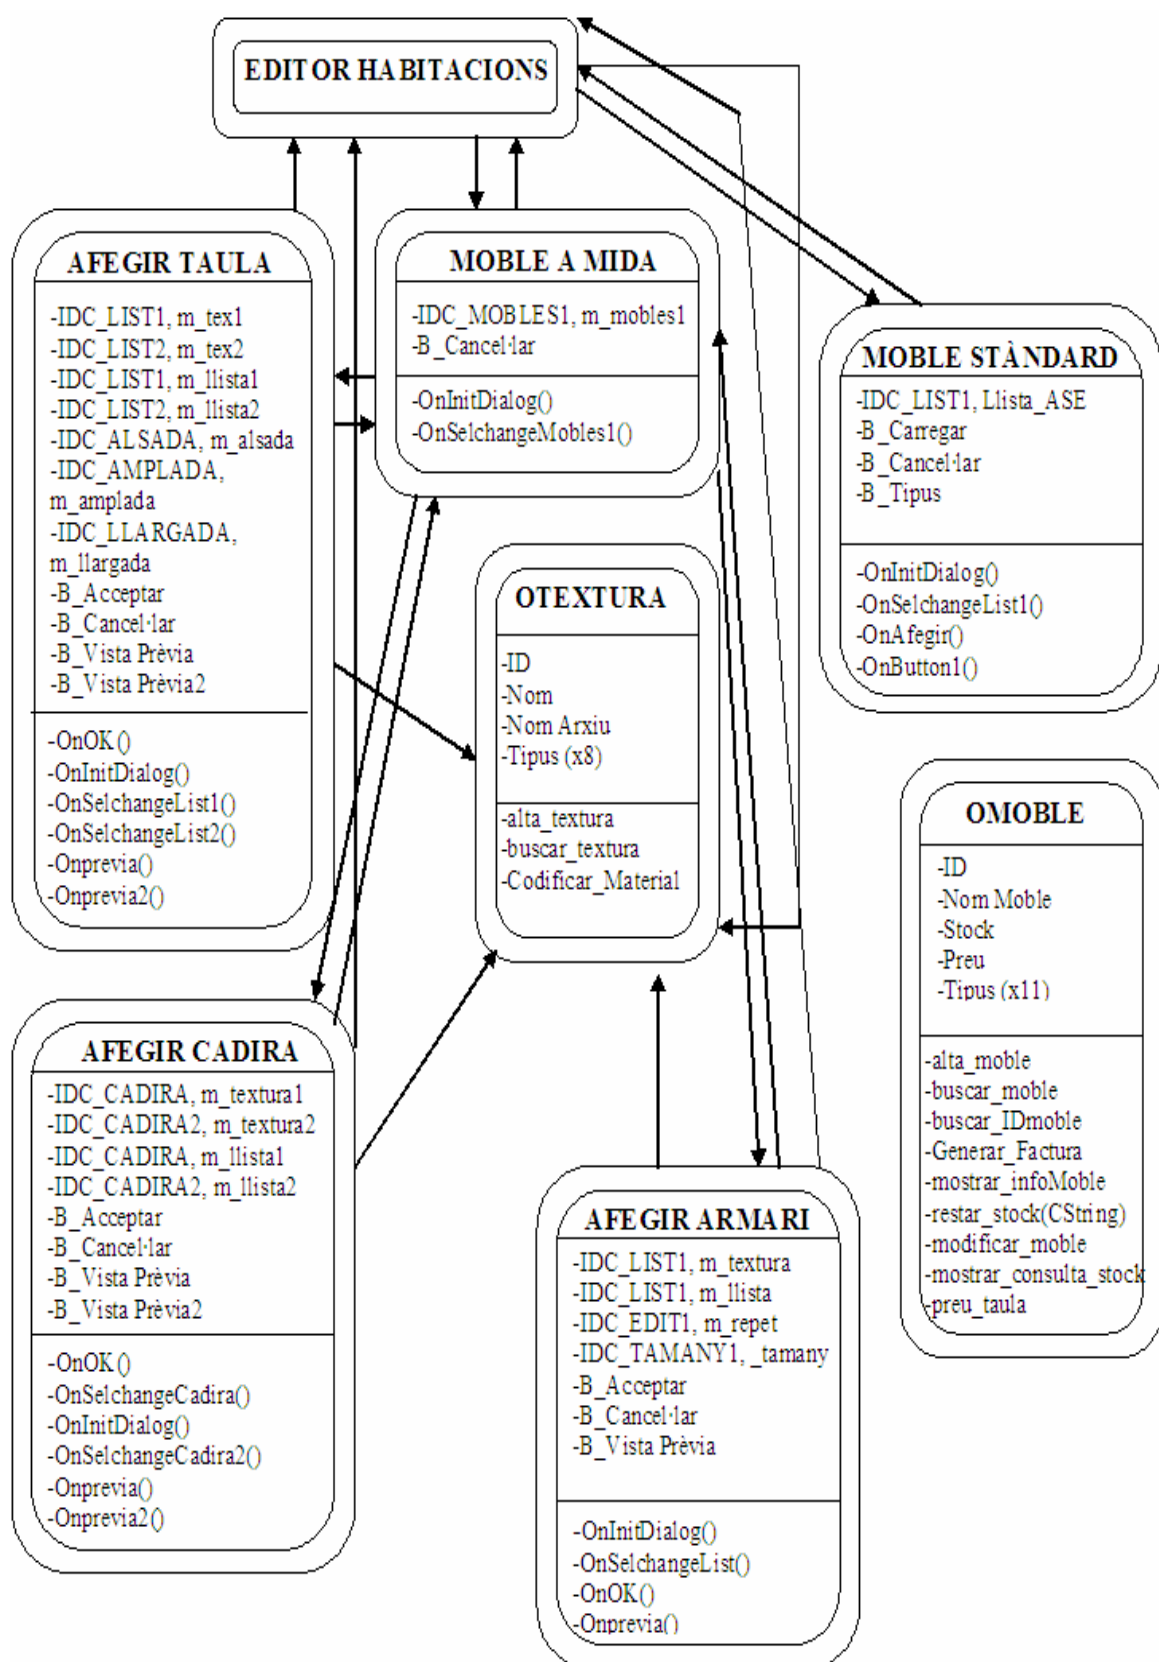 EDITOR HABITACIONS
AFEGIR TAULA
-IDC_LIST1, m_tex1
-IDC_LIST2, m_tex2
-IDC_LIST1, m_llista1
-IDC_LIST2, m_llista2
-IDC_ALSADA, m_alsada
-IDC_AMPLADA,
m_amplada
-IDC_LLARGADA,
m_llargada
-B_Acceptar
-B_Cancel·lar
-B_Vista Prèvia
-B_Vista Prèvia2
-OnOK()
-OnInitDialog()
-OnSelchangeList1()
-OnSelchangeList2()
-Onprevia()
-Onprevia2()
MOBLE A MIDA
-IDC_MOBLES1, m_mobles1
-B_Cancel·lar
-OnInitDialog()
-OnSelchangeMobles1()
MOBLE STÀNDARD
-IDC_LIST1, Llista_ASE
-B_Carregar
-B_Cancel·lar
-B_Tipus
-OnInitDialog()
-OnSelchangeList1()
-OnAfegir()
-OnButton1()
OTEXTURA
-ID
-Nom
-Nom Arxiu
-Tipus (x8)
-alta_textura
-buscar_textura
-Codificar_Material
OMOBLE
-ID
-Nom Moble
-Stock
-Preu
-Tipus (x11)
-alta_moble
-buscar_moble
-buscar_IDmoble
-Generar_Factura
-mostrar_infoMoble
-restar_stock(CString)
-modificar_moble
-mostrar_consulta_stock
-preu_taula
AFEGIR CADIRA
-IDC_CADIRA, m_textura1
-IDC_CADIRA2, m_textura2
-IDC_CADIRA, m_llista1
-IDC_CADIRA2, m_llista2
-B_Acceptar
-B_Cancel·lar
-B_Vista Prèvia
-B_Vista Prèvia2
-OnOK()
-OnSelchangeCadira()
-OnInitDialog()
-OnSelchangeCadira2()
-Onprevia()
-Onprevia2()
AFEGIR ARMARI
-IDC_LIST1, m_textura
-IDC_LIST1, m_llista
-IDC_EDIT1, m_repet
-IDC_TAMANY1, _tamany
-B_Acceptar
-B_Cancel·lar
-B_Vista Prèvia
-OnInitDialog()
-OnSelchangeList()
-OnOK()
-Onprevia()